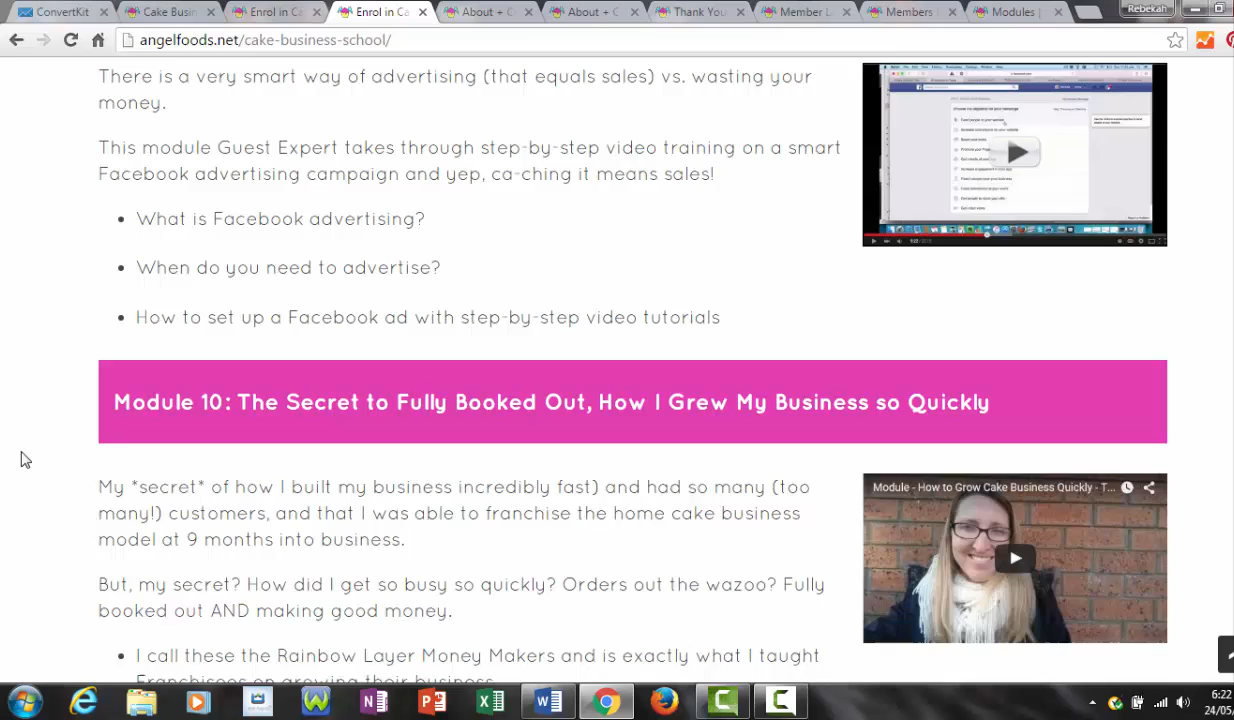 ConvertKit
Cake Busin
Enrol in Ca
Enrol in Ca
About + C
About + C
Thank You
Member L
Members
Modules
Rebekah
angelfoods.net/cake-business-school/
There is a very smart way of advertising (that equals sales) vs. wasting your
money.
This module Guest Expert takes through step-by-step video training on a smart
Facebook advertising campaign and yep, ca-ching it means sales!
• What is Facebook advertising?
• When do you need to advertise?
• How to set up a Facebook ad with step-by-step video tutorials
Module 10: The Secret to Fully Booked Out, How I Grew My Business so Quickly
My *secret* of how I built my business incredibly fast) and had so many (too
many!) customers, and that I was able to franchise the home cake business
model at 9 months into business.
Module - How to Grow Cake Business Quickly - T...
But, my secret? How did I get so busy so quickly? Orders out the wazoo? Fully
booked out AND making good money.
• I call these the Rainbow Layer Money Makers and is exactly what I taught
Franchisees on growing their business
6:22
24/05